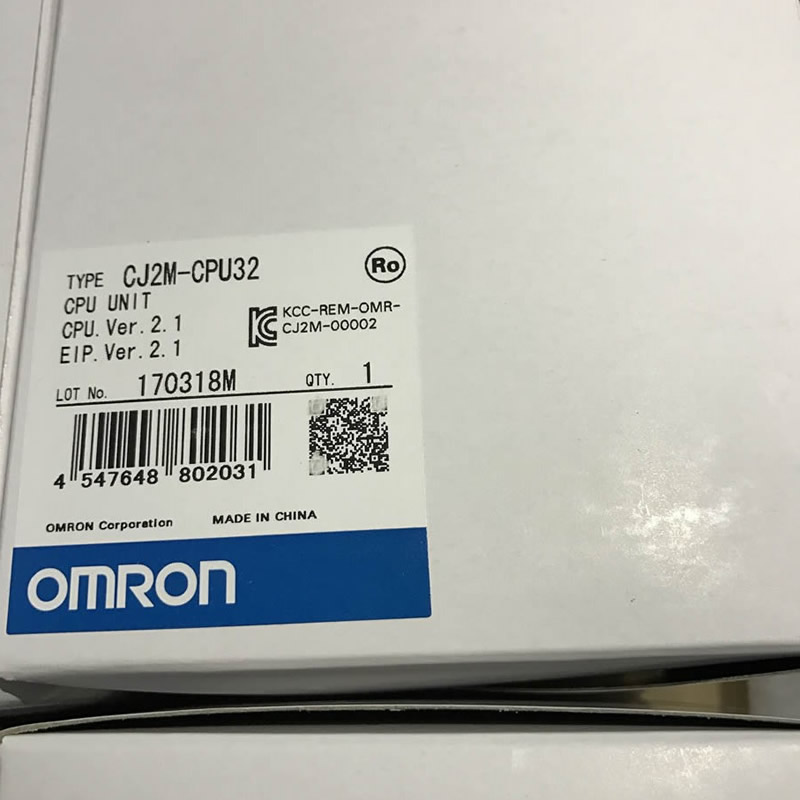 TYPE CJ2M-CPU32
Ro
CPU UNIT
CPU. Ver. 2. 1
EIP. Ver. 2. 1
KCC-REM-OMR-
CJ2M-00002
LOT No. 170318M QTY. 1
4 547648 802031
OMRON Corporation MADE IN CHINA
OMRON